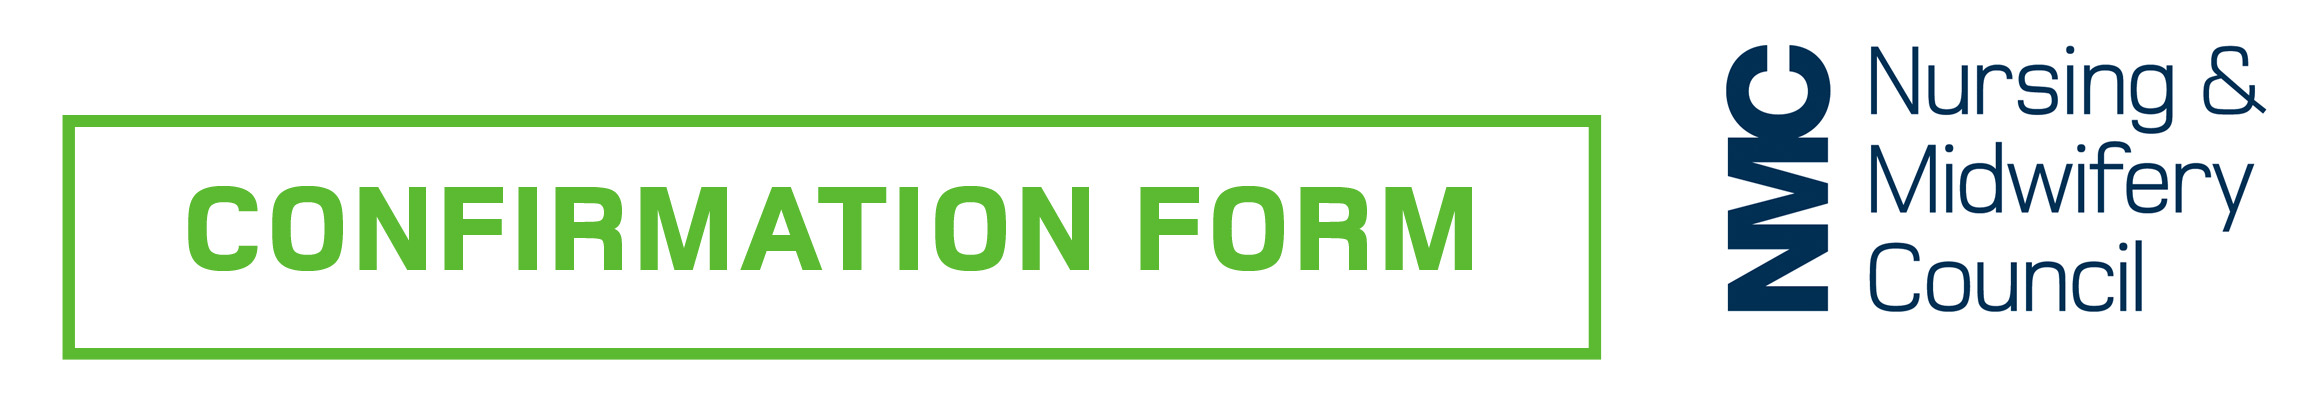 CONFIRMATION FORM
NMC
Nursing &
Midwifery
Council